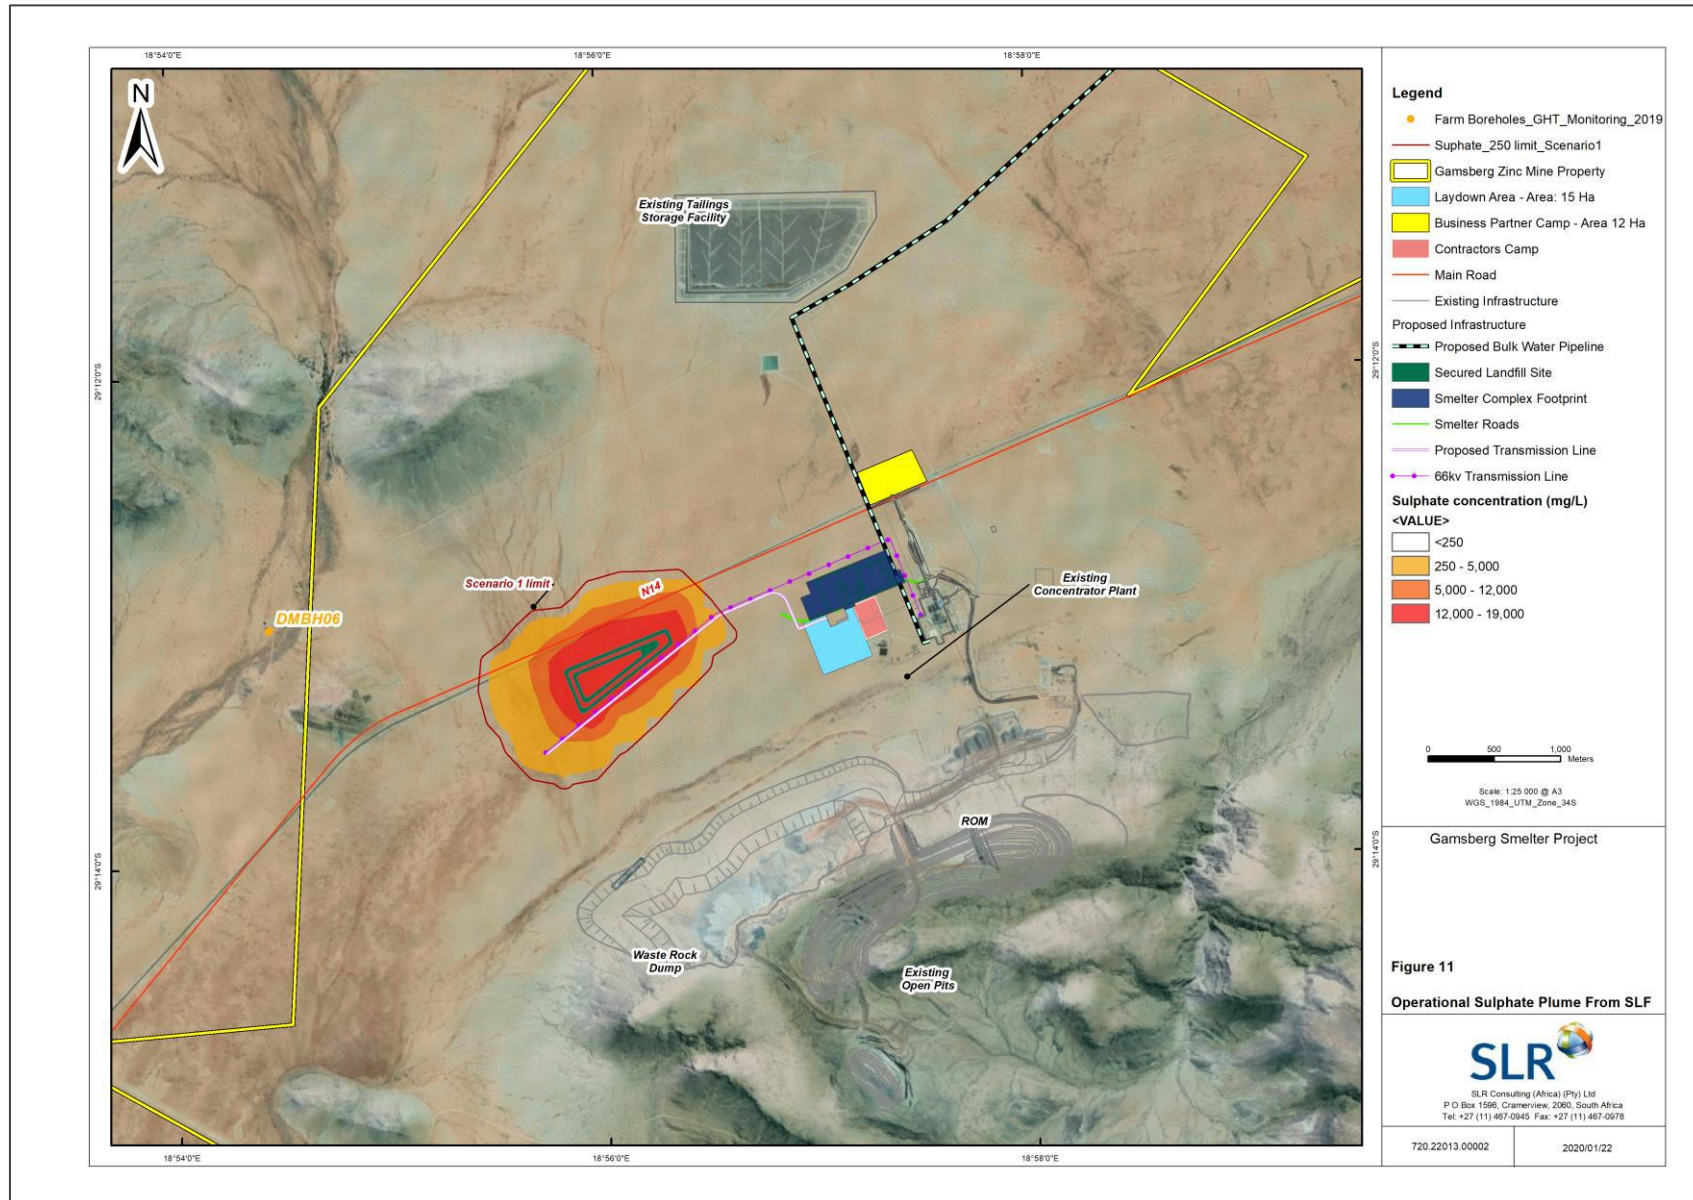 18°54'0"E
18°56'0"E
18°58'0"E
N
Existing Tailings
Storage Facility
29°12'0"S
29°12'0"S
Scenario 1 limit
N14
DMBH06
Existing
Concentrator Plant
ROM
29°14'0"S
29°14'0"S
Waste Rock
Dump
Existing
Open Pits
18°54'0"E
18°56'0"E
18°58'0"E
Legend
Farm Boreholes_GHT_Monitoring_2019
Suphate_250 limit_Scenario1
Gamsberg Zinc Mine Property
Laydown Area - Area: 15 Ha
Business Partner Camp - Area 12 Ha
Contractors Camp
Main Road
Existing Infrastructure
Proposed Infrastructure
Proposed Bulk Water Pipeline
Secured Landfill Site
Smelter Complex Footprint
Smelter Roads
Proposed Transmission Line
66kv Transmission Line
Sulphate concentration (mg/L)
<VALUE>
<250
250 - 5,000
5,000 - 12,000
12,000 - 19,000
0 500 1,000
Meters
Scale: 1:25 000 @ A3
WGS_1984_UTM_Zone_34S
Gamsberg Smelter Project
Figure 11
Operational Sulphate Plume From SLF
SLR
SLR Consulting (Africa) (Pty) Ltd
P O Box 1596, Cramerview, 2060, South Africa
Tel: +27 (11) 467-0945 Fax: +27 (11) 467-0978
720.22013.00002
2020/01/22